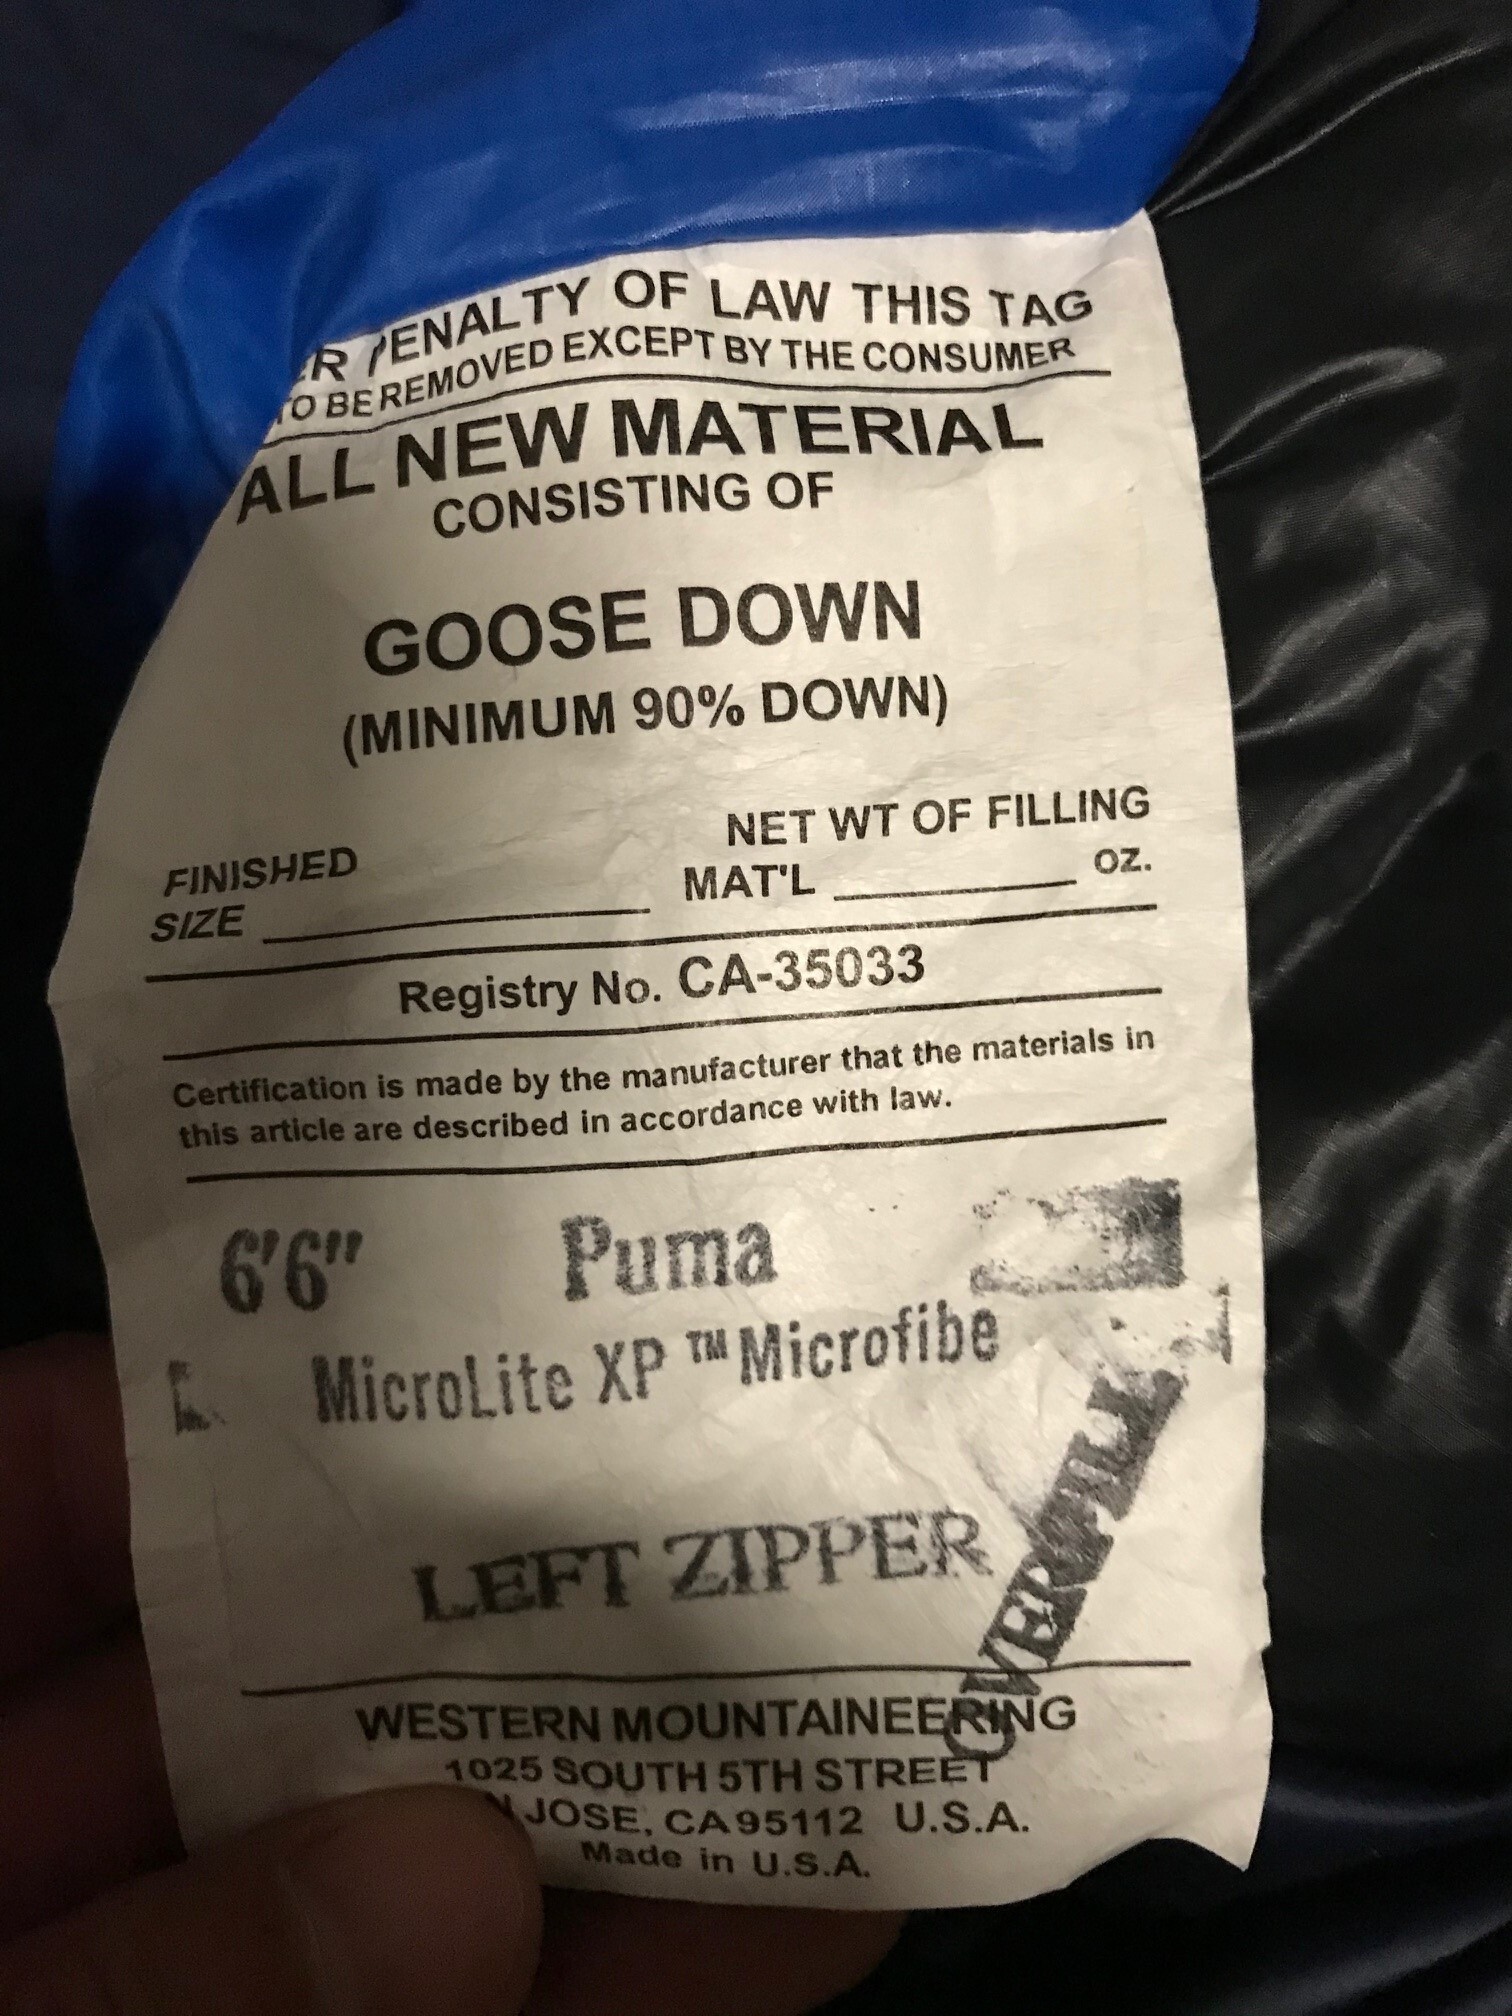 PENALTY OF LAW THIS TAG
TO BE REMOVED EXCEPT BY THE CONSUMER
ALL NEW MATERIAL
CONSISTING OF
GOOSE DOWN
(MINIMUM 90% DOWN)
FINISHED
SIZE
NET WT OF FILLING
MAT'L OZ.
Registry No. CA-35033
Certification is made by the manufacturer that the materials in
this article are described in accordance with law.
6'6" Puma
MicroLite XP ™ Microfibe
LEFT ZIPPER
OVERFILL
WESTERN MOUNTAINEERING
1025 SOUTH 5TH STREET
JOSE, CA 95112 U.S.A.
Made in U.S.A.